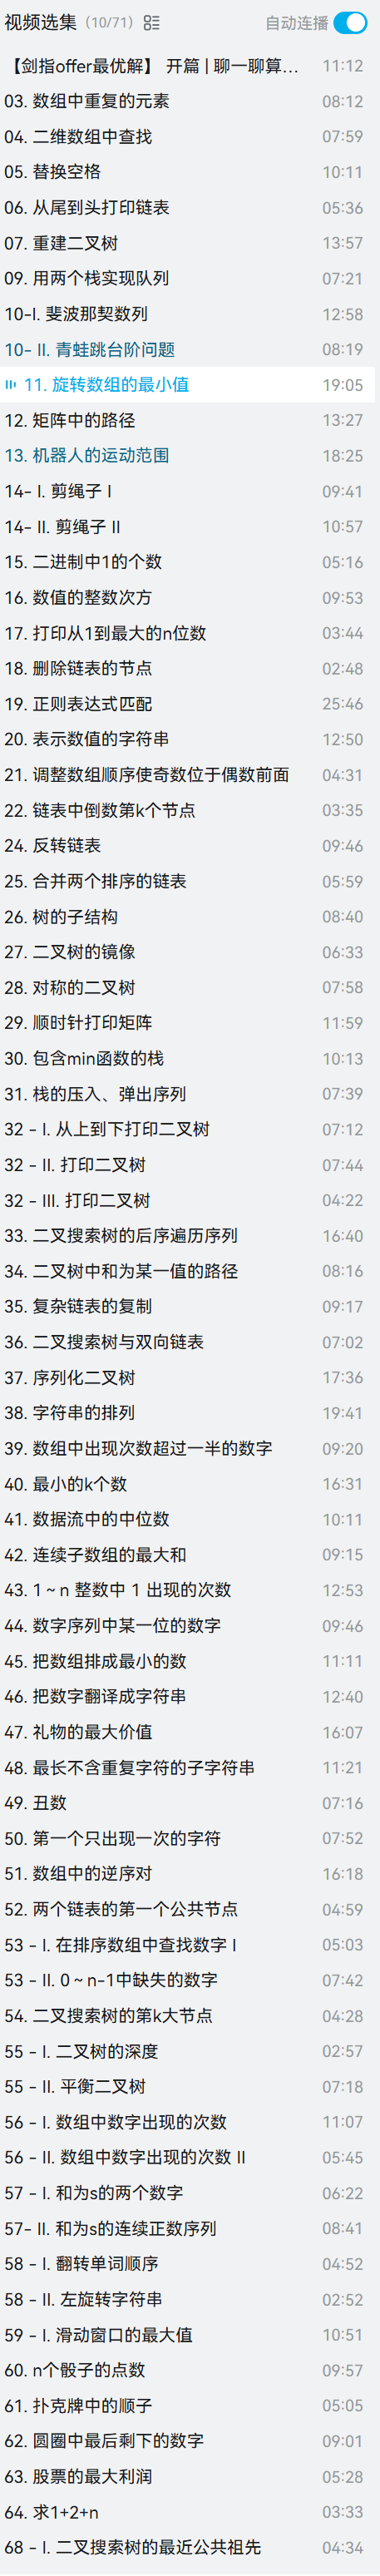 视频选集 (10/71) 自动连播
【剑指offer最优解】 开篇 | 聊一聊算... 11:12
03. 数组中重复的元素 08:12
04. 二维数组中查找 07:59
05. 替换空格 10:11
06. 从尾到头打印链表 05:36
07. 重建二叉树 13:57
09. 用两个栈实现队列 07:21
10-I. 斐波那契数列 12:58
10- II. 青蛙跳台阶问题 08:19
11. 旋转数组的最小值 19:05
12. 矩阵中的路径 13:27
13. 机器人的运动范围 18:25
14- I. 剪绳子 I 09:41
14- II. 剪绳子 II 10:57
15. 二进制中1的个数 05:16
16. 数值的整数次方 09:53
17. 打印从1到最大的n位数 03:44
18. 删除链表的节点 02:48
19. 正则表达式匹配 25:46
20. 表示数值的字符串 12:50
21. 调整数组顺序使奇数位于偶数前面 04:31
22. 链表中倒数第k个节点 03:35
24. 反转链表 09:46
25. 合并两个排序的链表 05:59
26. 树的子结构 08:40
27. 二叉树的镜像 06:33
28. 对称的二叉树 07:58
29. 顺时针打印矩阵 11:59
30. 包含min函数的栈 10:13
31. 栈的压入、弹出序列 07:39
32 - I. 从上到下打印二叉树 07:12
32 - II. 打印二叉树 07:44
32 - III. 打印二叉树 04:22
33. 二叉搜索树的后序遍历序列 16:40
34. 二叉树中和为某一值的路径 08:16
35. 复杂链表的复制 09:17
36. 二叉搜索树与双向链表 07:02
37. 序列化二叉树 17:36
38. 字符串的排列 19:41
39. 数组中出现次数超过一半的数字 09:20
40. 最小的k个数 16:31
41. 数据流中的中位数 10:11
42. 连续子数组的最大和 09:15
43. 1 ~ n 整数中 1 出现的次数 12:53
44. 数字序列中某一位的数字 09:46
45. 把数组排成最小的数 11:11
46. 把数字翻译成字符串 12:40
47. 礼物的最大价值 16:07
48. 最长不含重复字符的子字符串 11:21
49. 丑数 07:16
50. 第一个只出现一次的字符 07:52
51. 数组中的逆序对 16:18
52. 两个链表的第一个公共节点 04:59
53 - I. 在排序数组中查找数字 I 05:03
53 - II. 0 ~ n-1中缺失的数字 07:42
54. 二叉搜索树的第k大节点 04:28
55 - I. 二叉树的深度 02:57
55 - II. 平衡二叉树 07:18
56 - I. 数组中数字出现的次数 11:07
56 - II. 数组中数字出现的次数 II 05:45
57 - I. 和为s的两个数字 06:22
57- II. 和为s的连续正数序列 08:41
58 - I. 翻转单词顺序 04:52
58 - II. 左旋转字符串 02:52
59 - I. 滑动窗口的最大值 10:51
60. n个骰子的点数 09:57
61. 扑克牌中的顺子 05:05
62. 圆圈中最后剩下的数字 09:01
63. 股票的最大利润 05:28
64. 求1+2+n 03:33
68 - I. 二叉搜索树的最近公共祖先 04:34